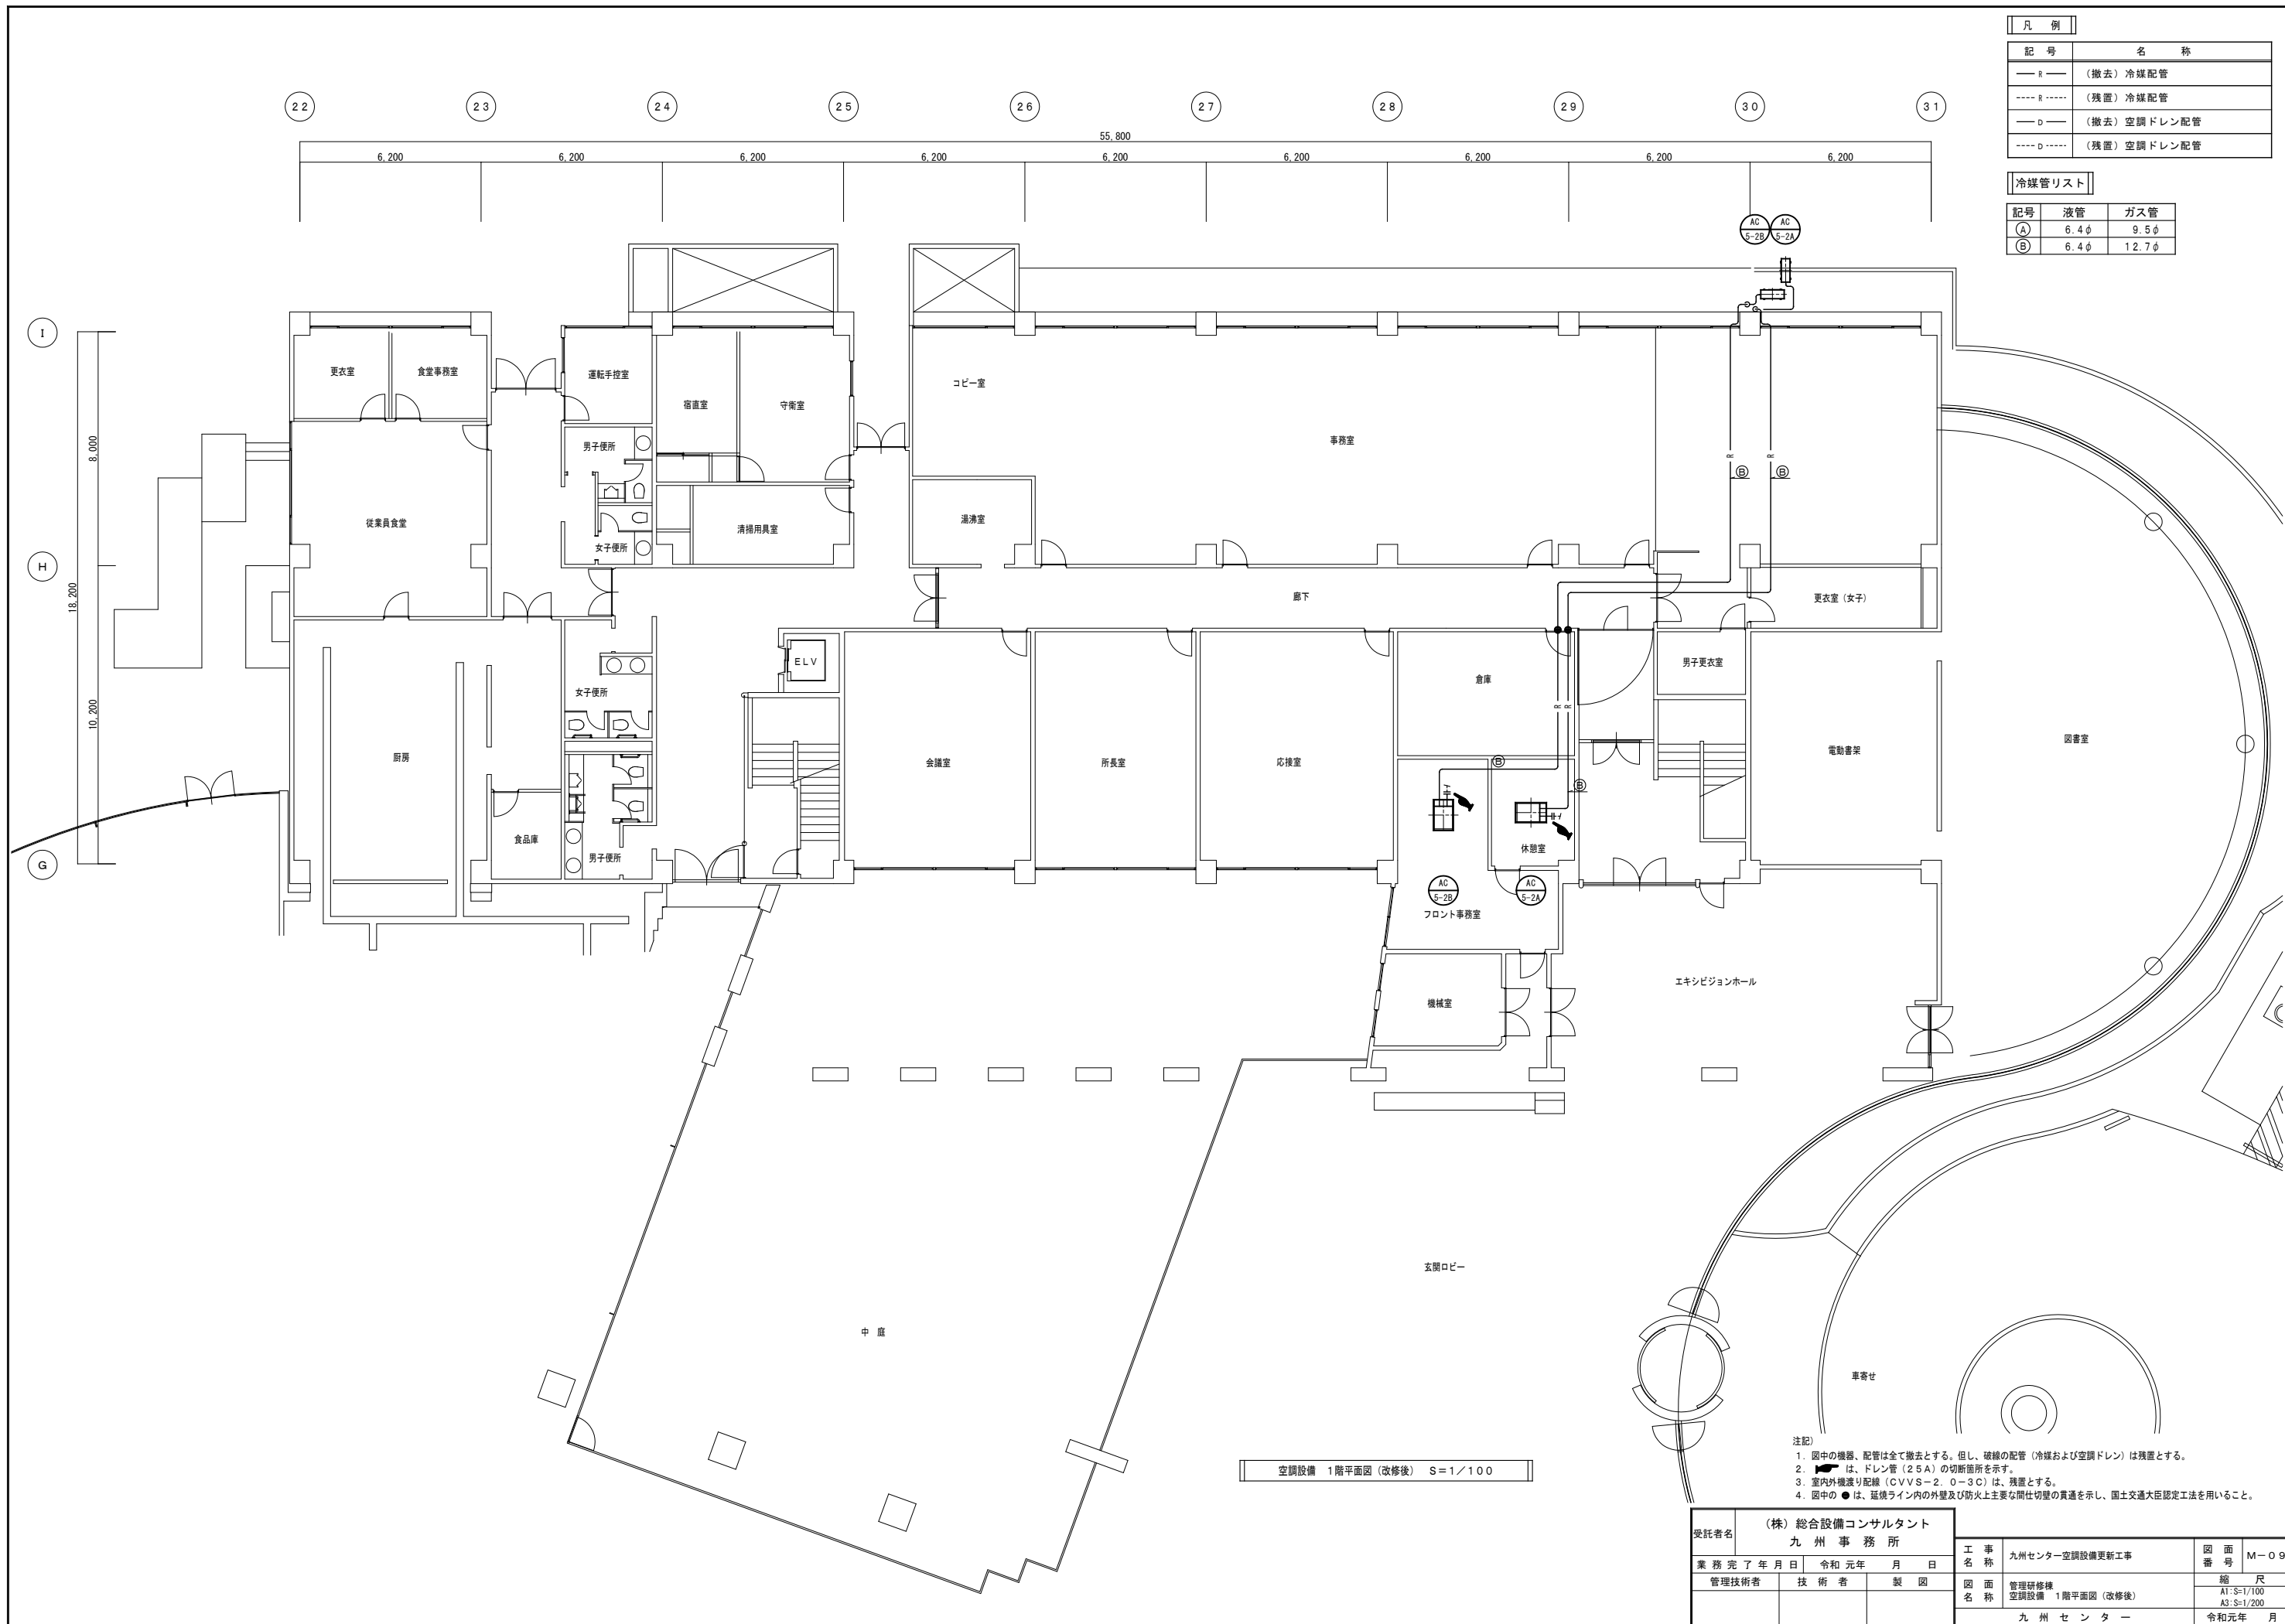 凡 例
記 号 名 称
R (撤去)冷媒配管
R (残置)冷媒配管
D (撤去)空調ドレン配管
D (残置)空調ドレン配管
冷媒管リスト
記号 液管 ガス管
A 6.4φ 9.5φ
B 6.4φ 12.7φ
22 23 24 25 26 27 28 29 30 31
55,800
6,200 6,200 6,200 6,200 6,200 6,200 6,200 6,200 6,200
AC 5-2B
AC 5-2A
I
H
G
8,000
18,200
10,200
更衣室
食堂事務室
運転手控室
宿直室
守衛室
コピー室
事務室
男子便所
従業員食堂
女子便所
清掃用具室
湯沸室
R R
B B
廊下
更衣室(女子)
ELV
女子便所
倉庫
男子更衣室
R R
厨房
会議室
所長室
応接室
B
B
電動書架
図書室
食品庫
男子便所
休憩室
AC 5-2B
AC 5-2A
フロント事務室
エキシビジョンホール
機械室
玄関ロビー
中 庭
車寄せ
空調設備 1階平面図(改修後) S=1/100
注記)
1. 図中の機器、配管は全て撤去とする。但し、破線の配管(冷媒および空調ドレン)は残置とする。
2. は、ドレン管(25A)の切断箇所を示す。
3. 室内外機渡り配線(CVVS-2.0-3C)は、残置とする。
4. 図中の ● は、延焼ライン内の外壁及び防火上主要な間仕切壁の貫通を示し、国土交通大臣認定工法を用いること。
受託者名
(株)総合設備コンサルタント
九 州 事 務 所
業務完了年月日 令和 元年 月 日
管理技術者 技 術 者 製 図
工 事 名 称 九州センター空調設備更新工事
図 面 番 号 M-09
図 面 名 称 管理研修棟
空調設備 1階平面図(改修後)
縮 尺
A1:S=1/100
A3:S=1/200
九 州 セ ン タ ー 令和元年 月